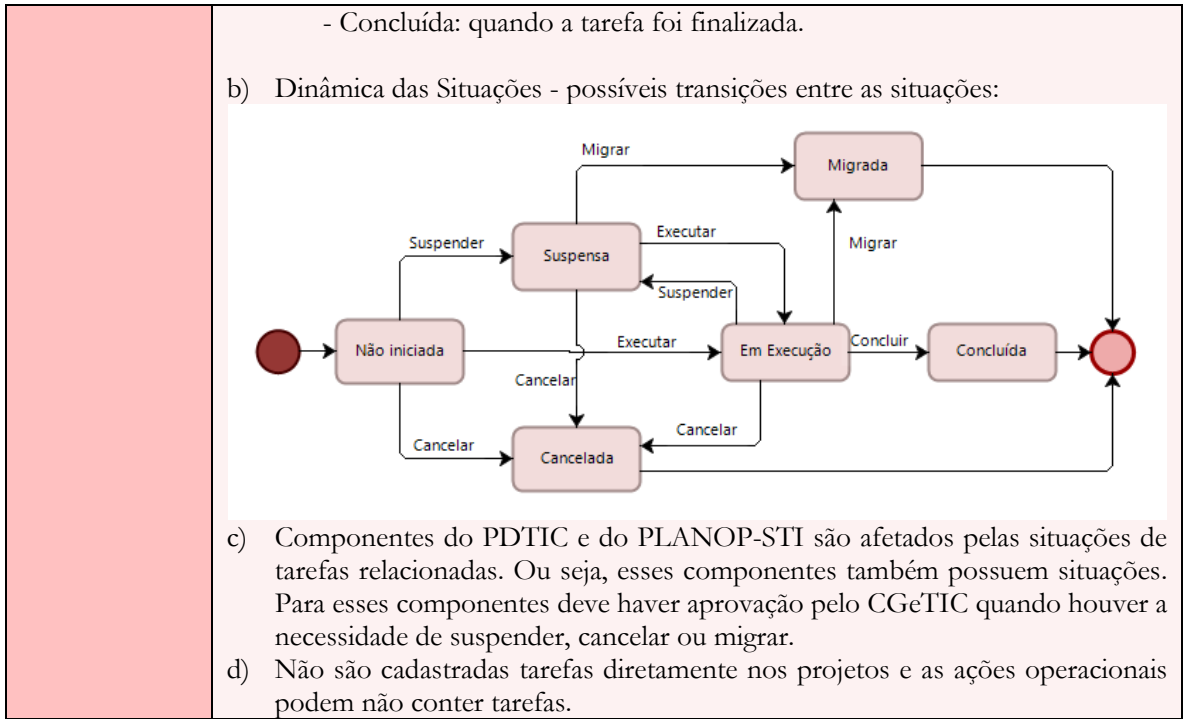 - Concluída: quando a tarefa foi finalizada.
b) Dinâmica das Situações - possíveis transições entre as situações:
Migrar
Migrada
Suspender
Suspensa
Executar
Migrar
Suspender
Não iniciada
Executar
Em Execução
Concluir
Concluída
Cancelar
Cancelar
Cancelar
Cancelada
c) Componentes do PDTIC e do PLANOP-STI são afetados pelas situações de
tarefas relacionadas. Ou seja, esses componentes também possuem situações.
Para esses componentes deve haver aprovação pelo CGeTIC quando houver a
necessidade de suspender, cancelar ou migrar.
d) Não são cadastradas tarefas diretamente nos projetos e as ações operacionais
podem não conter tarefas.